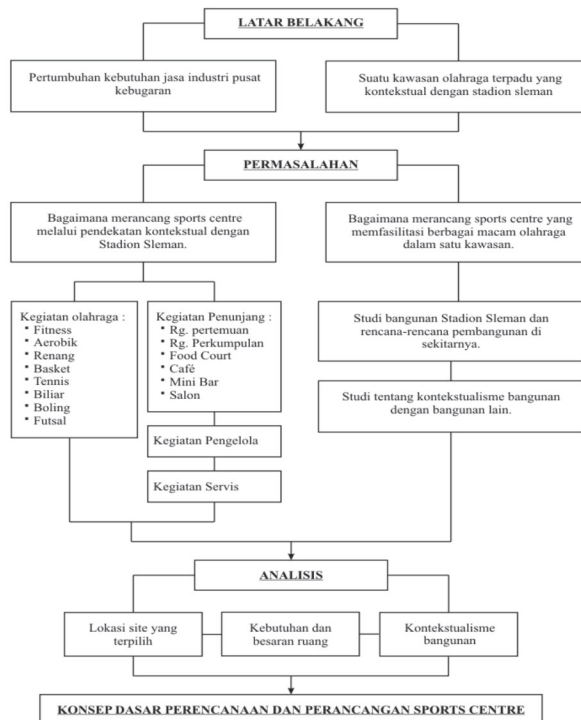 LATAR BELAKANG
Pertumbuhan kebutuhan jasa industri pusat
kebugaran
Suatu kawasan olahraga terpadu yang
kontekstual dengan stadion sleman
PERMASALAHAN
Bagaimana merancang sports centre
melalui pendekatan kontekstual dengan
Stadion Sleman.
Bagaimana merancang sports centre yang
memfasilitasi berbagai macam olahraga
dalam satu kawasan.
Kegiatan olahraga :
▪ Fitness
▪ Aerobik
▪ Renang
▪ Basket
▪ Tennis
▪ Biliar
▪ Boling
▪ Futsal
Kegiatan Penunjang :
▪ Rg. pertemuan
▪ Rg. Perkumpulan
▪ Food Court
▪ Café
▪ Mini Bar
▪ Salon
Kegiatan Pengelola
Kegiatan Servis
Studi bangunan Stadion Sleman dan
rencana-rencana pembangunan di
sekitarnya.
Studi tentang kontekstualisme bangunan
dengan bangunan lain.
ANALISIS
Lokasi site yang
terpilih
Kebutuhan dan
besaran ruang
Kontekstualisme
bangunan
KONSEP DASAR PERENCANAAN DAN PERANCANGAN SPORTS CENTRE